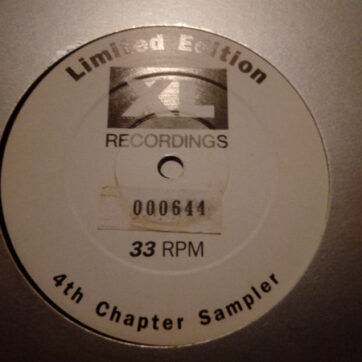 Limited Edition
XL
RECORDINGS
000644
33 RPM
4th Chapter Sampler